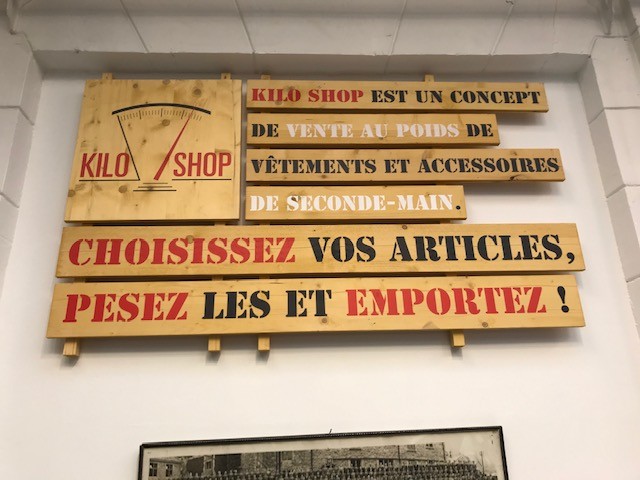 KILO SHOP
KILO SHOP EST UN CONCEPT
DE VENTE AU POIDS DE
VÊTEMENTS ET ACCESSOIRES
DE SECONDE-MAIN.
CHOISISSEZ VOS ARTICLES,
PESEZ LES ET EMPORTEZ !